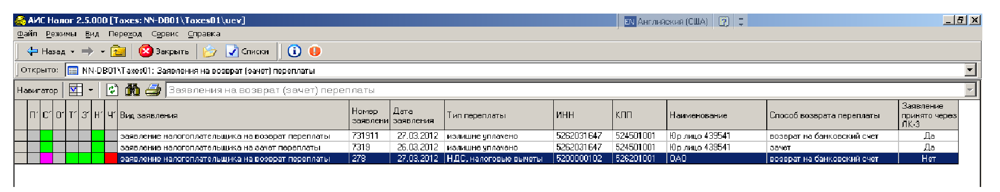 АИС Налог 2.5.000 [Taxes: NN-DB01\Taxes01\uev]
EN Английский (США)
Файл Режимы Вид Переход Сервис Справка
Назад Закрыть Списки
Открыто: NN-DB01\Taxes01: Заявления на возврат (зачет) переплаты
Навигатор Заявления на возврат (зачет) переплаты
П С О Т З Н Ч Вид заявления Номер заявлени Дата заявления Тип переплаты ИНН КПП Наименование Способ возврата переплаты Заявление принято через ЛК-3
заявление налогоплательщика на возврат переплаты 731911 27.03.2012 излишне уплачено 5262031647 524501001 Юр лицо 439541 возврат на банковский счет Да
заявление налогоплательщика на зачет переплаты 7319 26.03.2012 излишне уплачено 5262031647 524501001 Юр лицо 439541 зачет Да
заявление налогоплательщика на возврат переплаты 278 27.03.2012 НДС, налоговые вычеты 5200000102 526201001 ОАО возврат на банковский счет Нет